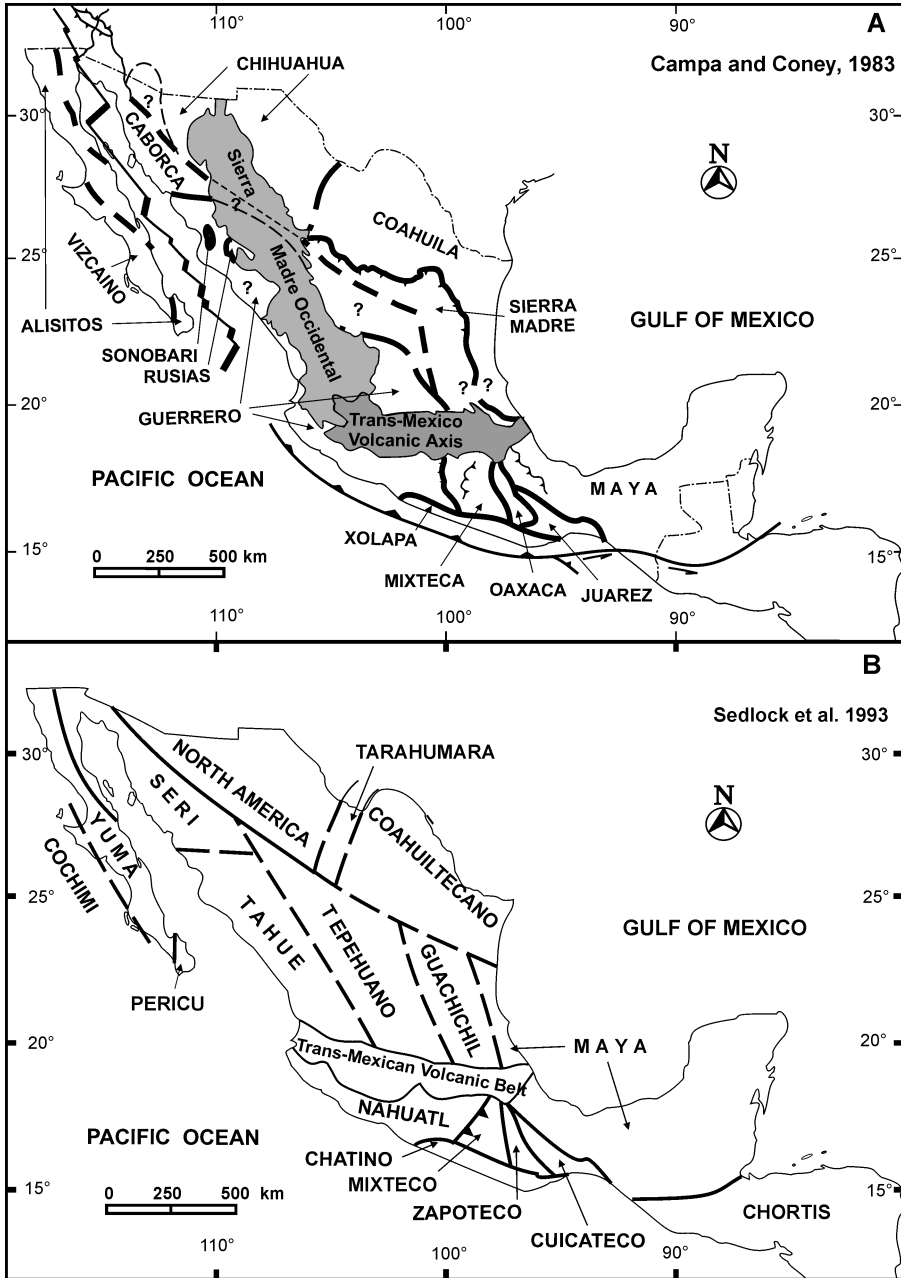 110°
100°
90°
A
Campa and Coney, 1983
CHIHUAHUA
?
?
30°
30°
CABORCA
N
Sierra
?
COAHUILA
25°
25°
VIZCAINO
Madre Occidental
?
?
SIERRA
MADRE
GULF OF MEXICO
ALISITOS
SONOBARI
RUSIAS
?
?
GUERRERO
20°
20°
Trans-Mexico
Volcanic Axis
PACIFIC OCEAN
M A Y A
XOLAPA
0 250 500 km
15°
15°
MIXTECA
OAXACA
JUAREZ
110°
100°
90°
B
Sedlock et al. 1993
TARAHUMARA
30°
30°
NORTH AMERICA
S E R I
N
Y U M A
COCHIMI
COAHUILTECANO
25°
25°
T A H U E
TEPEHUANO
GUACHICHIL
GULF OF MEXICO
PERICU
20°
20°
M A Y A
Trans-Mexican Volcanic Belt
NAHUATL
PACIFIC OCEAN
CHATINO
MIXTECO
15°
15°
0 250 500 km
ZAPOTECO
CHORTIS
CUICATECO
110°
100°
90°